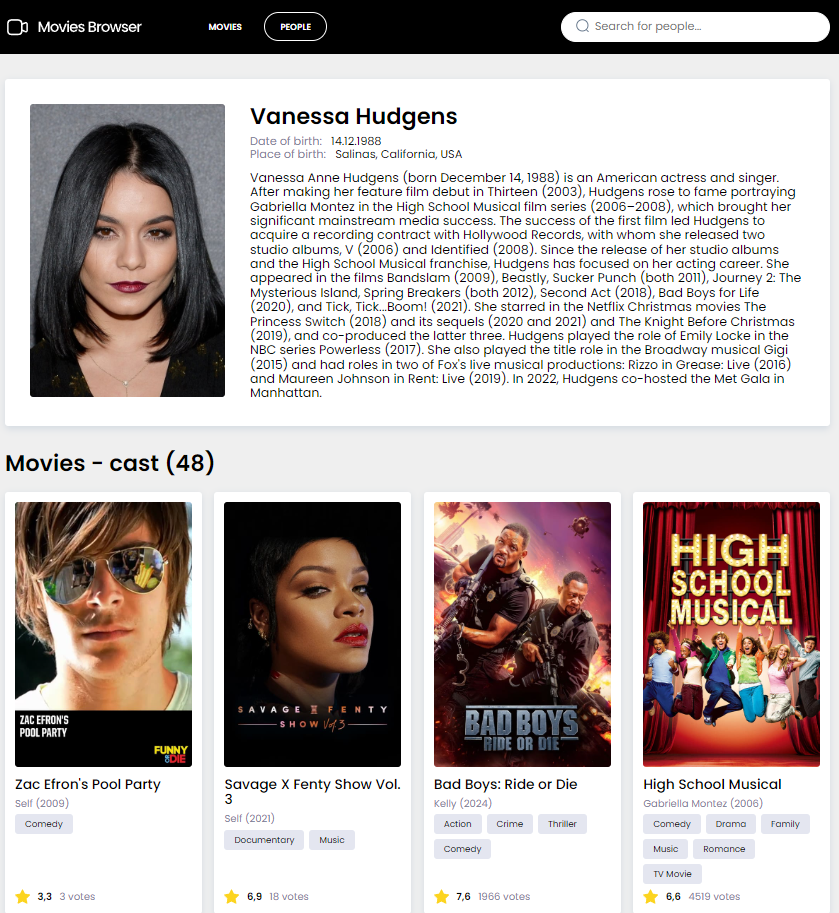 Movies Browser
MOVIES
PEOPLE
Search for people...
Vanessa Hudgens
Date of birth: 14.12.1988
Place of birth: Salinas, California, USA
Vanessa Anne Hudgens (born December 14, 1988) is an American actress and singer.
After making her feature film debut in Thirteen (2003), Hudgens rose to fame portraying
Gabriella Montez in the High School Musical film series (2006–2008), which brought her
significant mainstream media success. The success of the first film led Hudgens to
acquire a recording contract with Hollywood Records, with whom she released two
studio albums, V (2006) and Identified (2008). Since the release of her studio albums
and the High School Musical franchise, Hudgens has focused on her acting career. She
appeared in the films Bandslam (2009), Beastly, Sucker Punch (both 2011), Journey 2: The
Mysterious Island, Spring Breakers (both 2012), Second Act (2018), Bad Boys for Life
(2020), and Tick, Tick...Boom! (2021). She starred in the Netflix Christmas movies The
Princess Switch (2018) and its sequels (2020 and 2021) and The Knight Before Christmas
(2019), and co-produced the latter three. Hudgens played the role of Emily Locke in the
NBC series Powerless (2017). She also played the title role in the Broadway musical Gigi
(2015) and had roles in two of Fox's live musical productions: Rizzo in Grease: Live (2016)
and Maureen Johnson in Rent: Live (2019). In 2022, Hudgens co-hosted the Met Gala in
Manhattan.
Movies - cast (48)
ZAC EFRON'S
POOL PARTY
FUNNY
OR
DIE
Zac Efron's Pool Party
Self (2009)
Comedy
3,3 3 votes
SAVAGE X FENTY
SHOW Vol 3
Savage X Fenty Show Vol.
3
Self (2021)
Documentary Music
6,9 18 votes
BAD BOYS
RIDE OR DIE
Bad Boys: Ride or Die
Kelly (2024)
Action Crime Thriller
Comedy
7,6 1966 votes
HIGH
SCHOOL
MUSICAL
High School Musical
Gabriella Montez (2006)
Comedy Drama Family
Music Romance
TV Movie
6,6 4519 votes